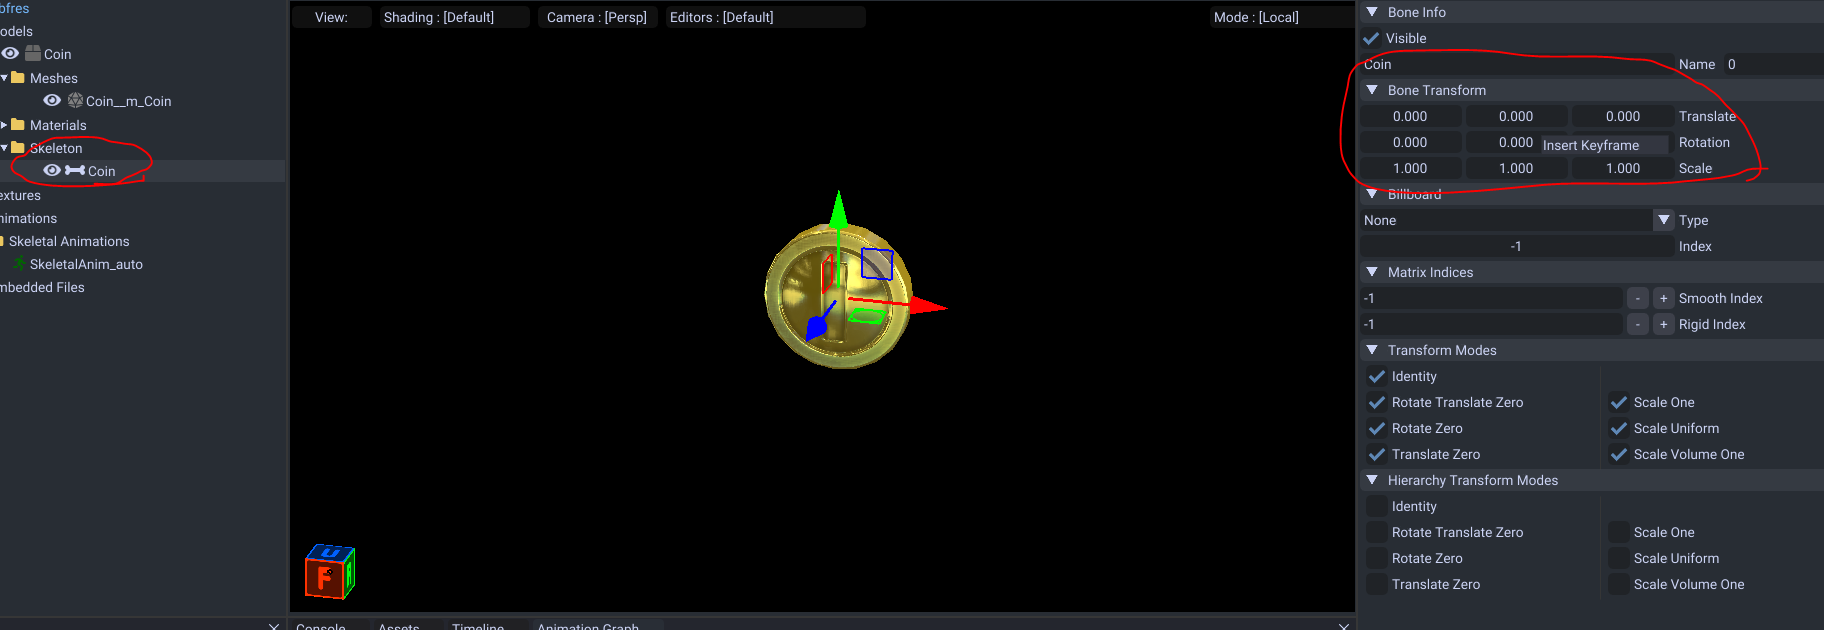 bfres
odels
Coin
Meshes
Coin__m_Coin
Materials
Skeleton
Coin
extures
nimations
Skeletal Animations
SkeletalAnim_auto
mbedded Files
View:
Shading : [Default]
Camera : [Persp]
Editors : [Default]
Mode : [Local]
U
F
Console
Assets
Timeline
Animation Graph
Bone Info
Visible
Coin Name 0
Bone Transform
0.000 0.000 0.000 Translate
0.000 0.000 Insert Keyframe Rotation
1.000 1.000 1.000 Scale
Billboard
None Type
-1 Index
Matrix Indices
-1 - + Smooth Index
-1 - + Rigid Index
Transform Modes
Identity
Rotate Translate Zero Scale One
Rotate Zero Scale Uniform
Translate Zero Scale Volume One
Hierarchy Transform Modes
Identity
Rotate Translate Zero Scale One
Rotate Zero Scale Uniform
Translate Zero Scale Volume One